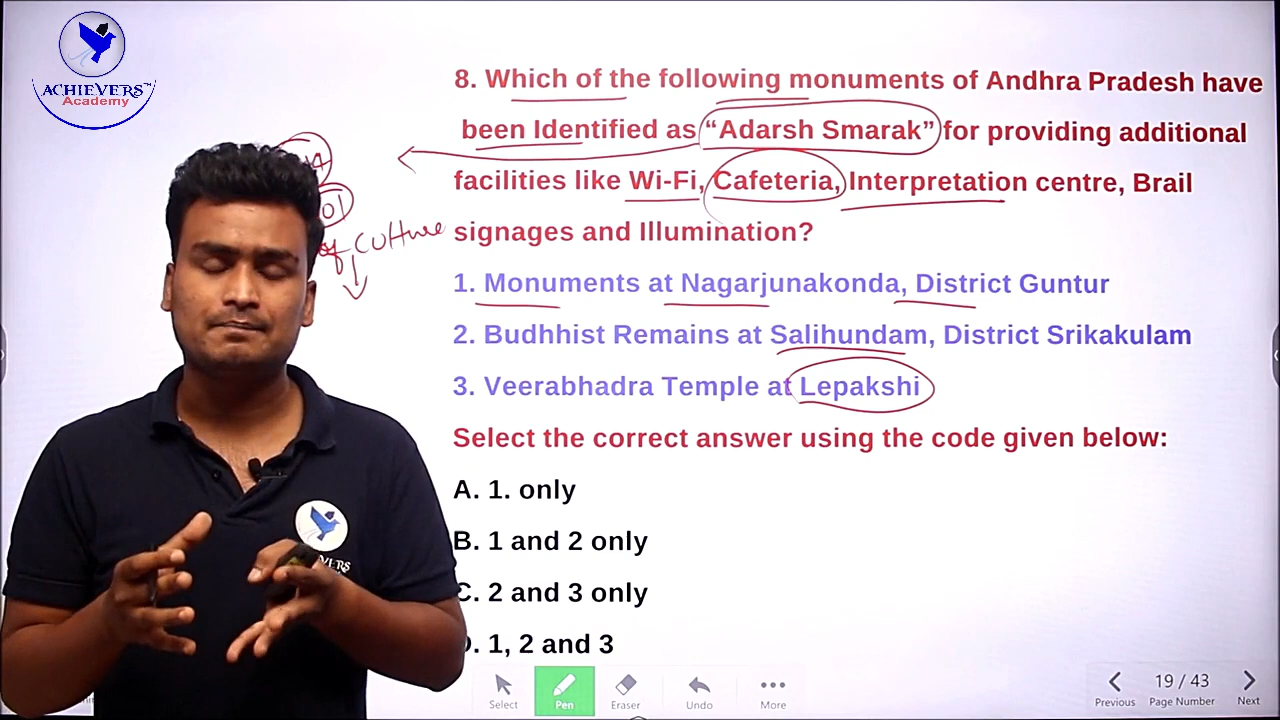 ACHIEVERS™
Academy
8. Which of the following monuments of Andhra Pradesh have
been Identified as “Adarsh Smarak” for providing additional
facilities like Wi-Fi, Cafeteria, Interpretation centre, Brail
signages and Illumination?
of Culture
1. Monuments at Nagarjunakonda, District Guntur
2. Budhhist Remains at Salihundam, District Srikakulam
3. Veerabhadra Temple at Lepakshi
Select the correct answer using the code given below:
A. 1. only
B. 1 and 2 only
C. 2 and 3 only
D. 1, 2 and 3
Select Pen Eraser Undo More
19 / 43
Previous Page Number Next